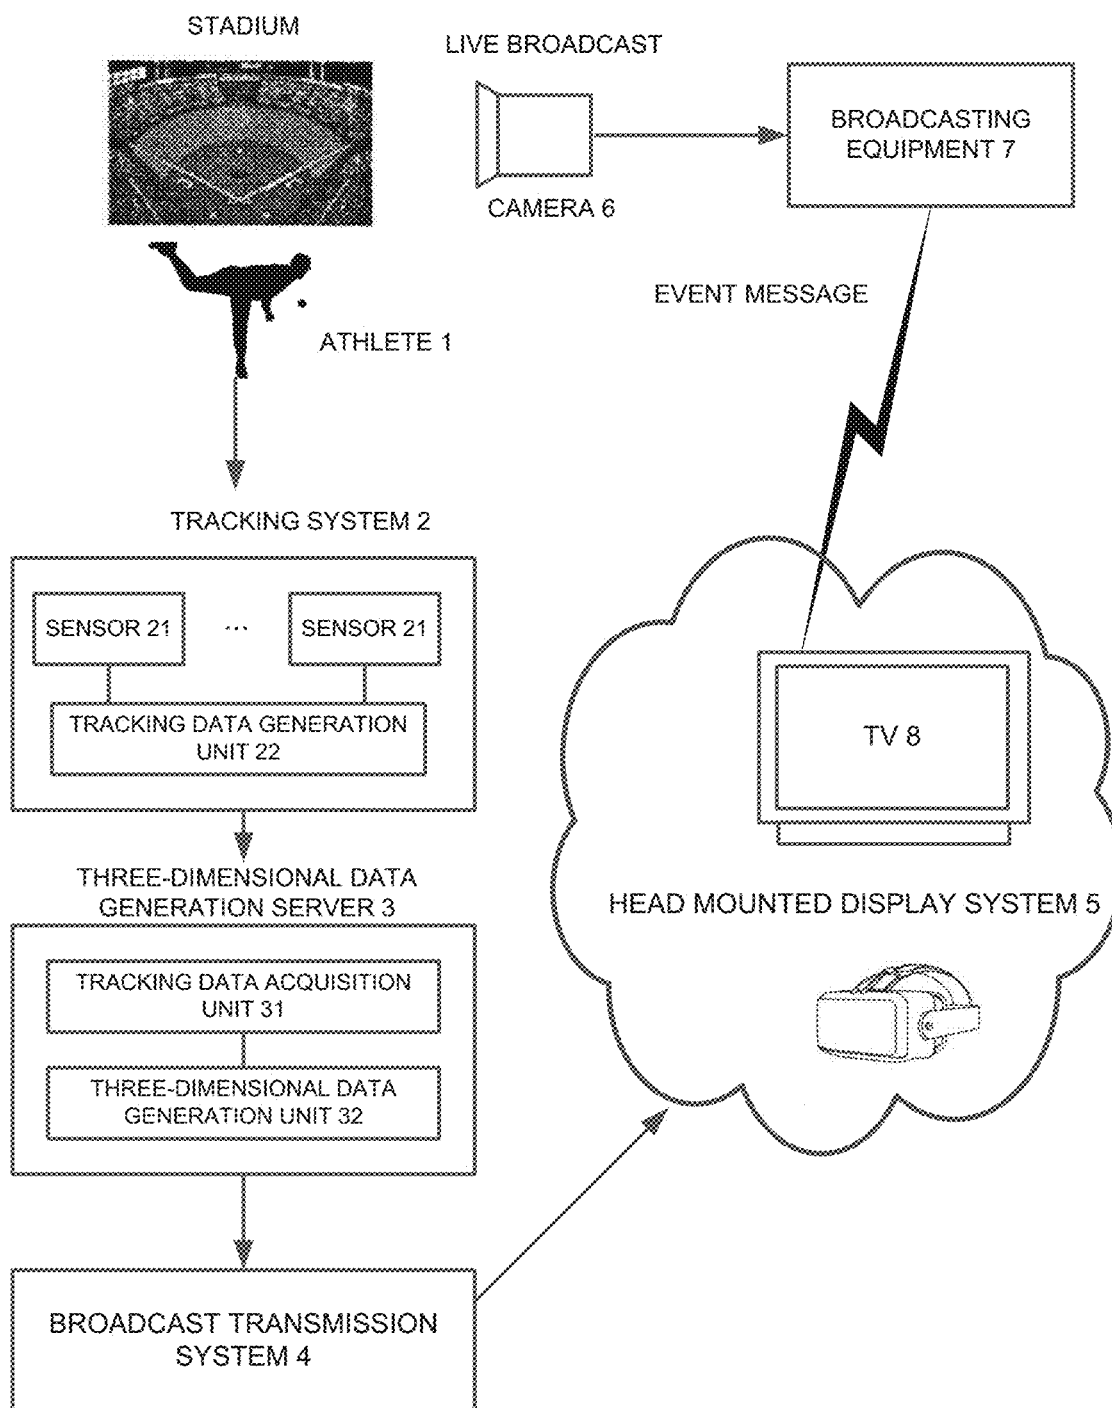 STADIUM
LIVE BROADCAST
CAMERA 6
BROADCASTING
EQUIPMENT 7
EVENT MESSAGE
ATHLETE 1
TRACKING SYSTEM 2
SENSOR 21
...
SENSOR 21
TRACKING DATA GENERATION
UNIT 22
THREE-DIMENSIONAL DATA
GENERATION SERVER 3
TRACKING DATA ACQUISITION
UNIT 31
THREE-DIMENSIONAL DATA
GENERATION UNIT 32
BROADCAST TRANSMISSION
SYSTEM 4
TV 8
HEAD MOUNTED DISPLAY SYSTEM 5